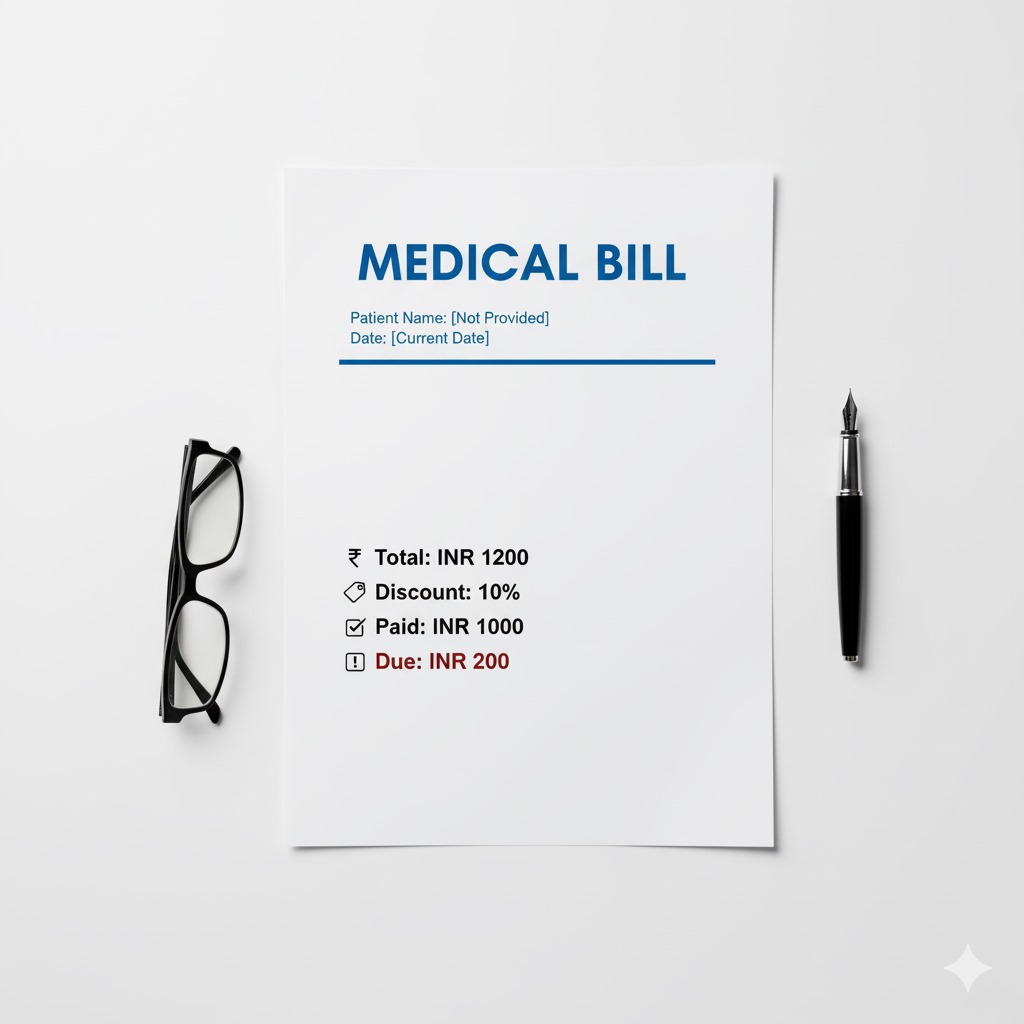 MEDICAL BILL
Patient Name: [Not Provided]
Date: [Current Date]
₹ Total: INR 1200
Discount: 10%
Paid: INR 1000
Due: INR 200